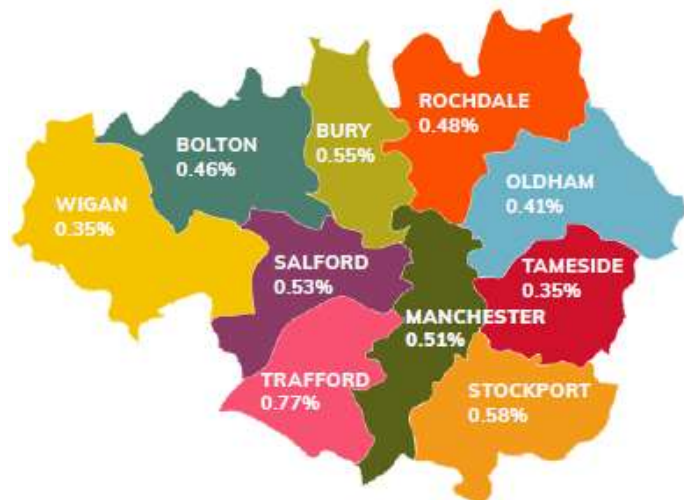 ROCHDALE
0.48%
BURY
0.55%
BOLTON
0.46%
OLDHAM
0.41%
WIGAN
0.35%
SALFORD
0.53%
TAMESIDE
0.35%
MANCHESTER
0.51%
TRAFFORD
0.77%
STOCKPORT
0.58%